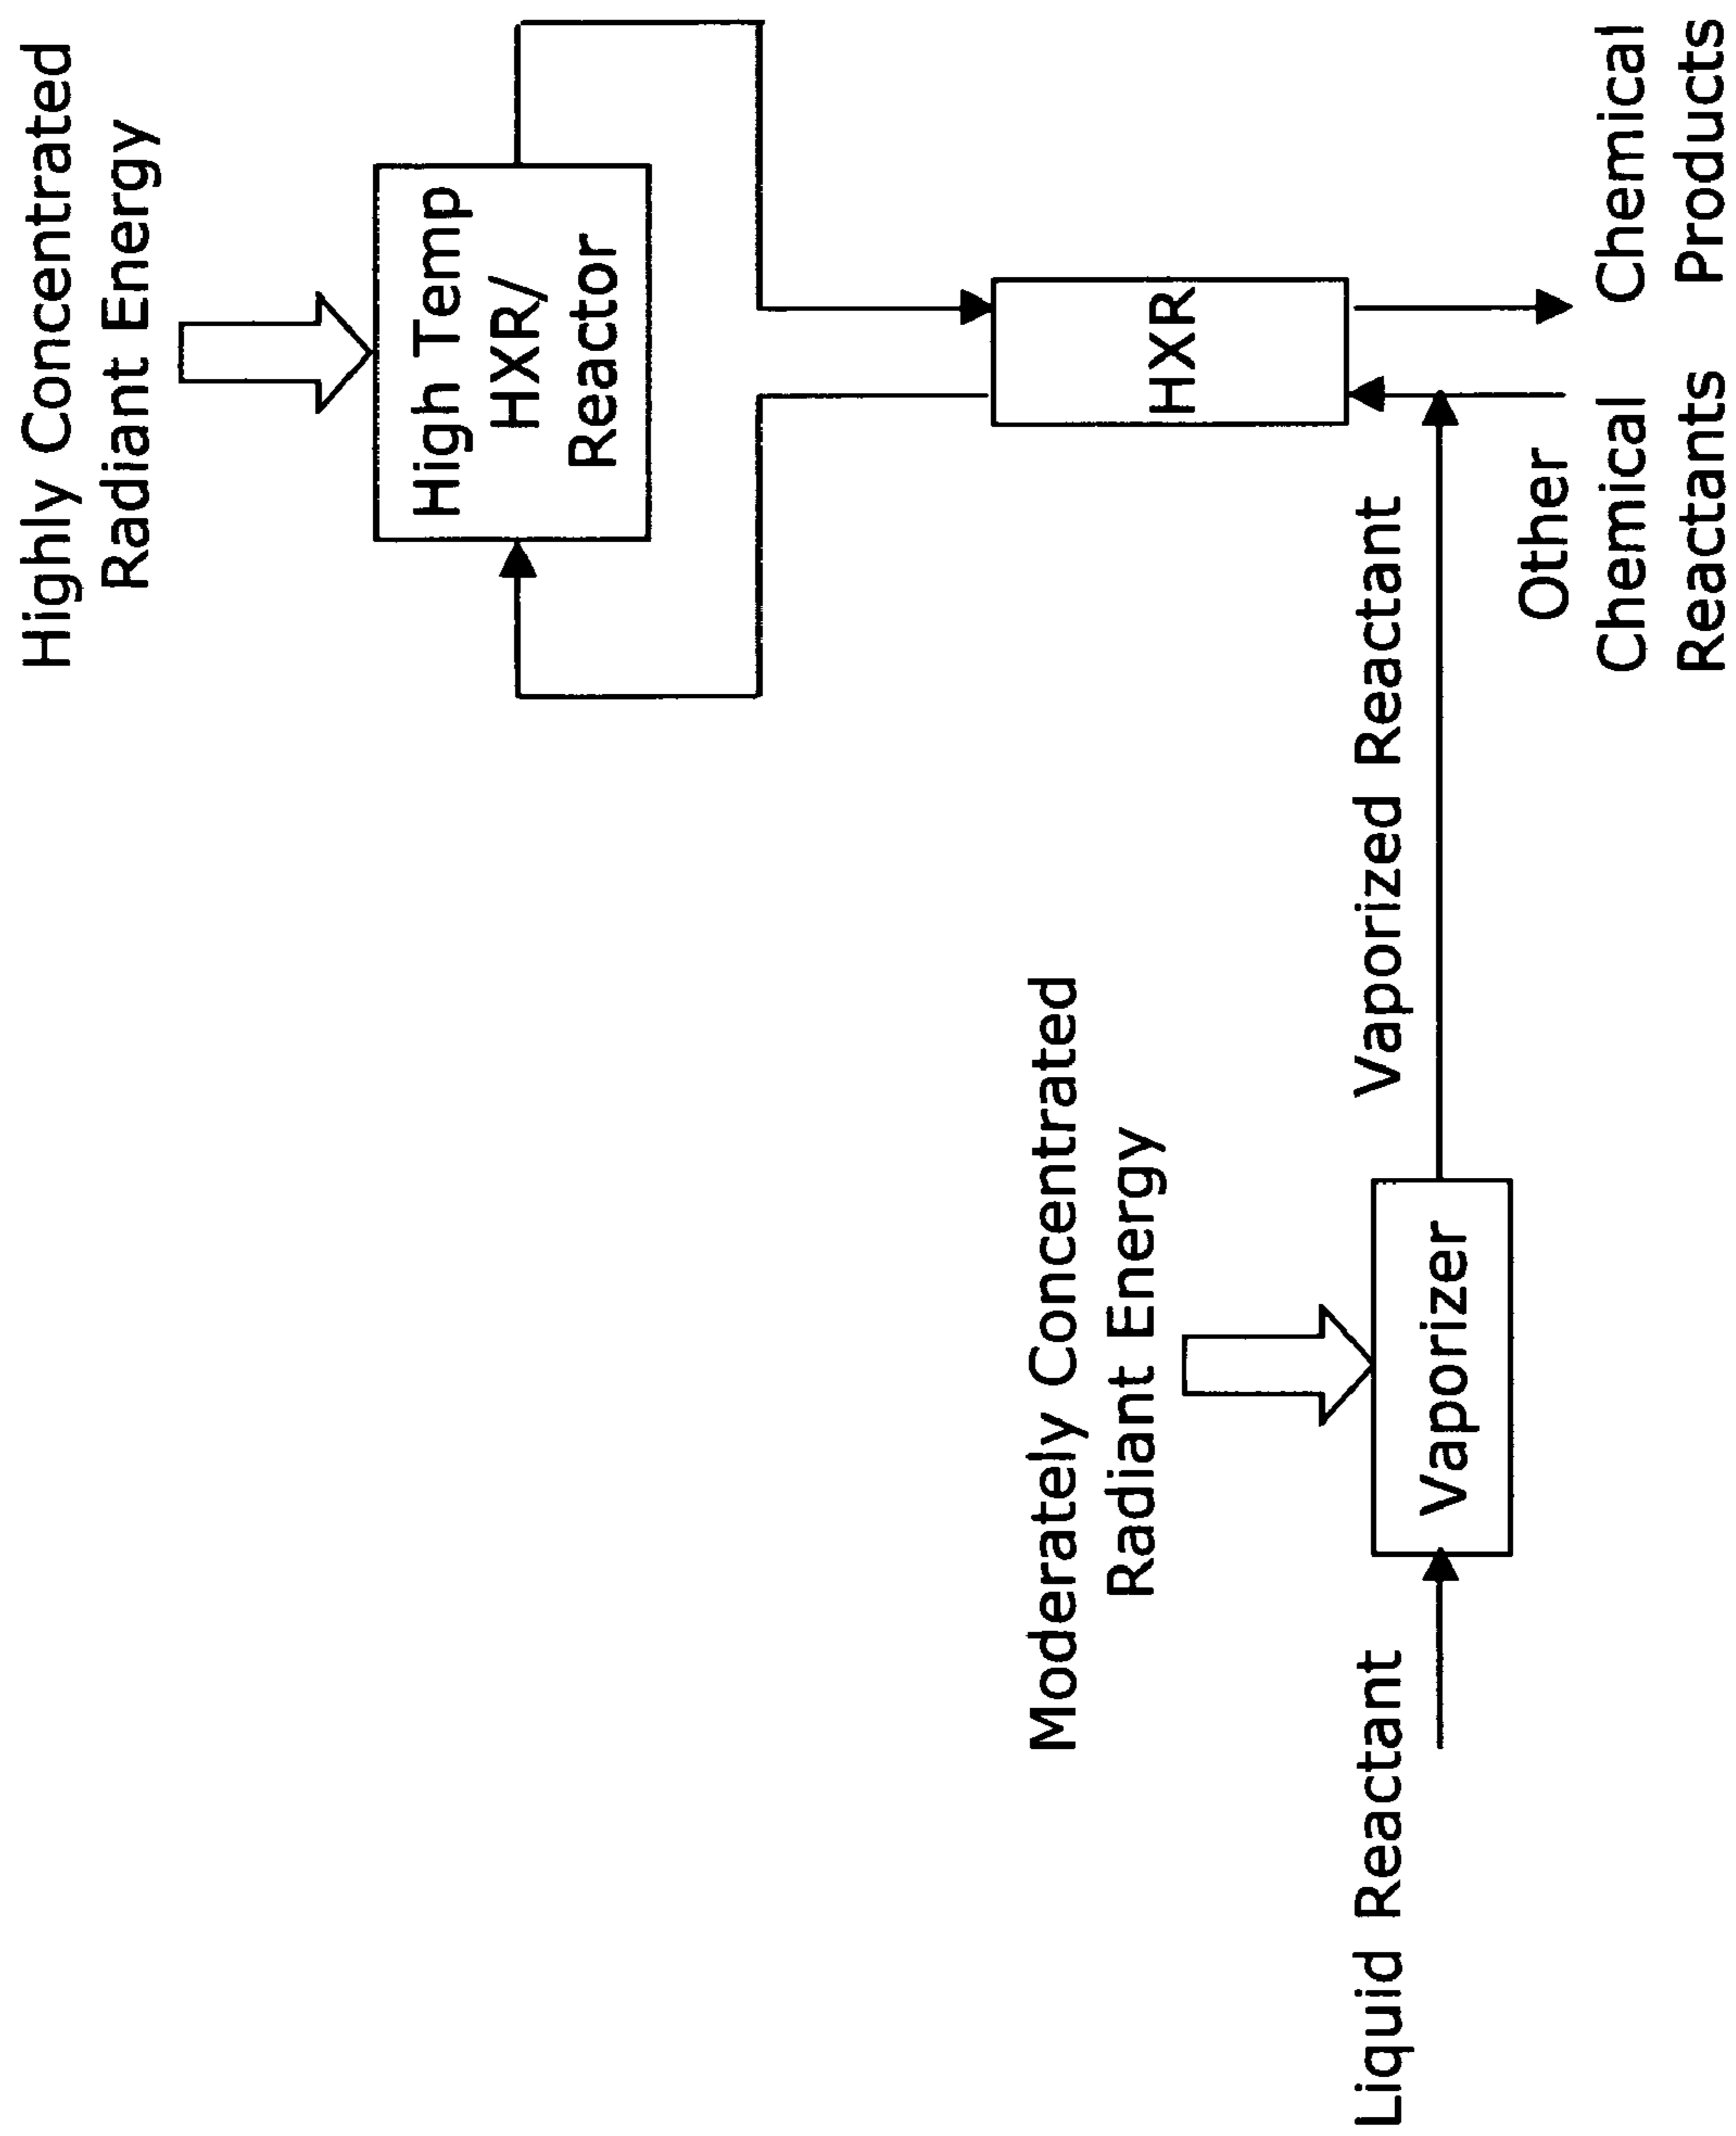 Highly Concentrated
Radiant Energy
High Temp
HXR/
Reactor
HXR
Moderately Concentrated
Radiant Energy
Liquid Reactant
Vaporizer
Vaporized Reactant
Other
Chemical
Reactants
Chemical
Products